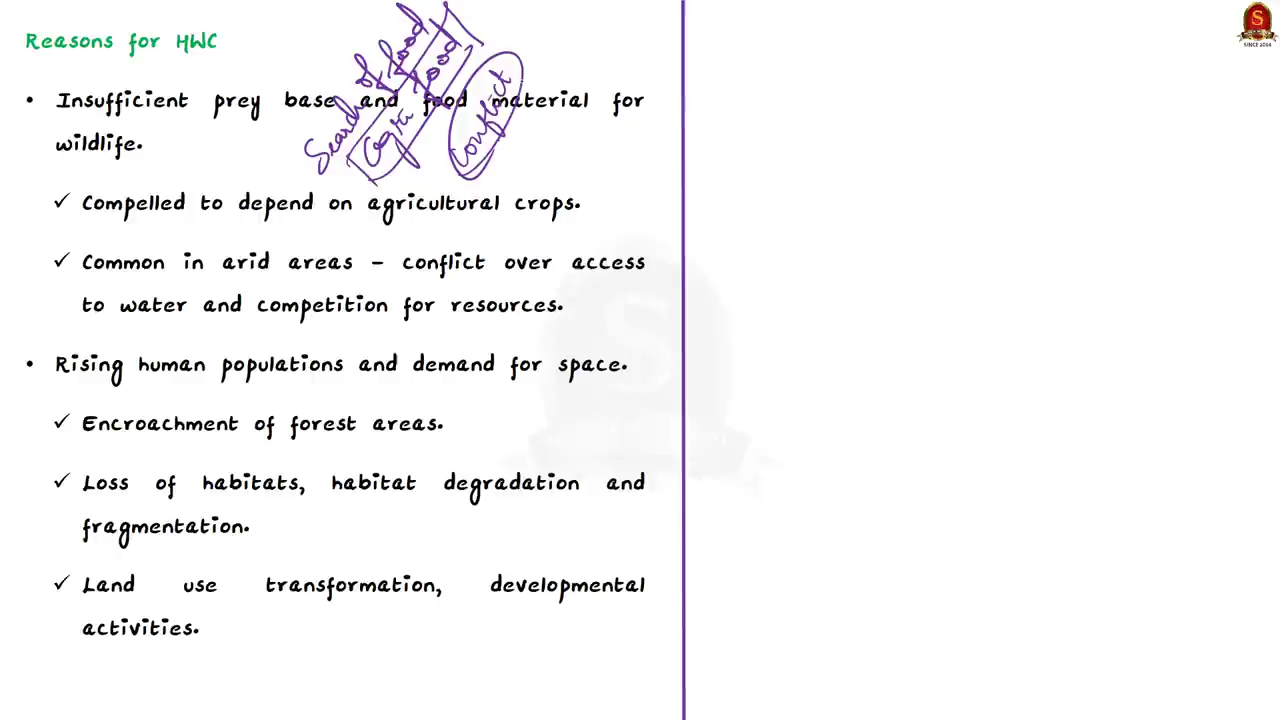 Reasons for HWC
• Insufficient prey base and food material for
wildlife.
✓ Compelled to depend on agricultural crops.
✓ Common in arid areas – conflict over access
to water and competition for resources.
• Rising human populations and demand for space.
✓ Encroachment of forest areas.
✓ Loss of habitats, habitat degradation and
fragmentation.
✓ Land use transformation, developmental
activities.
Search of food
food
Conflict
S
SINCE 2004